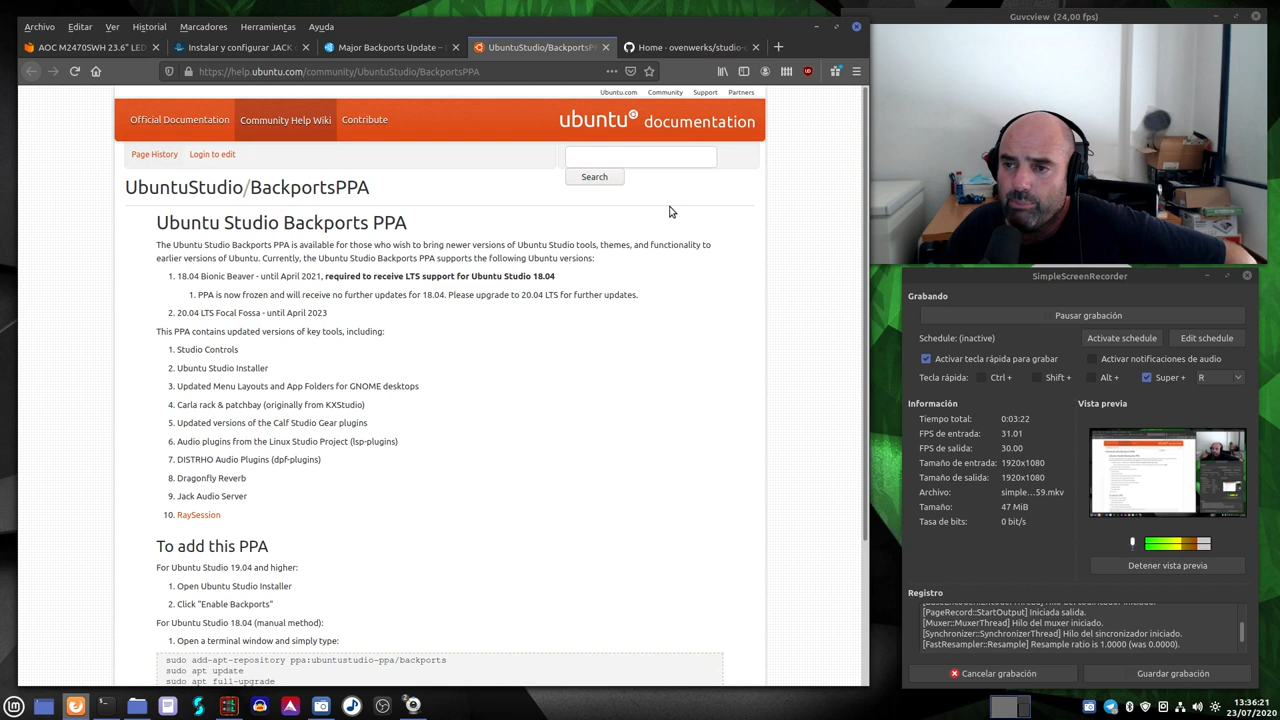 Archivo Editar Ver Historial Marcadores Herramientas Ayuda
AOC M2470SWH 23.6" LED
Instalar y configurar JACK
Major Backports Update –
UbuntuStudio/BackportsPP
Home · ovenwerks/studio-c
https://help.ubuntu.com/community/UbuntuStudio/BackportsPPA
Ubuntu.com Community Support Partners
Official Documentation Community Help Wiki Contribute
ubuntu documentation
Page History Login to edit
Search
UbuntuStudio/BackportsPPA
Ubuntu Studio Backports PPA
The Ubuntu Studio Backports PPA is available for those who wish to bring newer versions of Ubuntu Studio tools, themes, and functionality to
earlier versions of Ubuntu. Currently, the Ubuntu Studio Backports PPA supports the following Ubuntu versions:
1. 18.04 Bionic Beaver - until April 2021, required to receive LTS support for Ubuntu Studio 18.04
1. PPA is now frozen and will receive no further updates for 18.04. Please upgrade to 20.04 LTS for further updates.
2. 20.04 LTS Focal Fossa - until April 2023
This PPA contains updated versions of key tools, including:
1. Studio Controls
2. Ubuntu Studio Installer
3. Updated Menu Layouts and App Folders for GNOME desktops
4. Carla rack & patchbay (originally from KXStudio)
5. Updated versions of the Calf Studio Gear plugins
6. Audio plugins from the Linux Studio Project (lsp-plugins)
7. DISTRHO Audio Plugins (dpf-plugins)
8. Dragonfly Reverb
9. Jack Audio Server
10. RaySession
To add this PPA
For Ubuntu Studio 19.04 and higher:
1. Open Ubuntu Studio Installer
2. Click "Enable Backports"
For Ubuntu Studio 18.04 (manual method):
1. Open a terminal window and simply type:
sudo add-apt-repository ppa:ubuntustudio-ppa/backports
sudo apt update
sudo apt full-upgrade
Guvcview (24,00 fps)
SimpleScreenRecorder
Grabando
Pausar grabación
Schedule: (inactive) Activate schedule Edit schedule
Activar tecla rápida para grabar Activar notificaciones de audio
Tecla rápida: Ctrl + Shift + Alt + Super + R
Información
Tiempo total: 0:03:22
FPS de entrada: 31.01
FPS de salida: 30.00
Tamaño de entrada: 1920x1080
Tamaño de salida: 1920x1080
Archivo: simple...59.mkv
Tamaño: 47 MiB
Tasa de bits: 0 bit/s
Vista previa
Detener vista previa
Registro
[PageRecord::StartOutput] Iniciada salida.
[Muxer::MuxerThread] Hilo del muxer iniciado.
[Synchronizer::SynchronizerThread] Hilo del sincronizador iniciado.
[FastResampler::Resample] Resample ratio is 1.0000 (was 0.0000).
Cancelar grabación Guardar grabación
13:36:21
23/07/2020